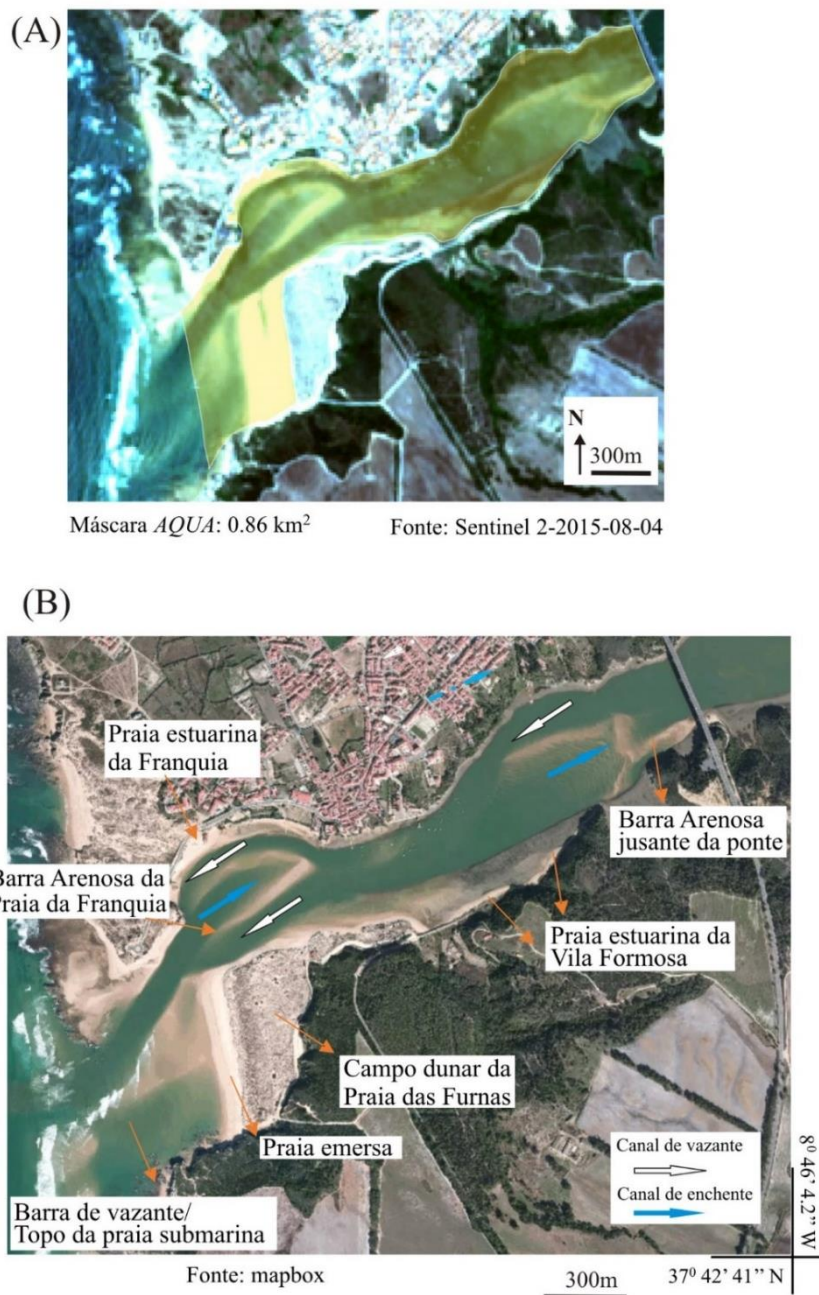 (A)
N
300m
Máscara AQUA: 0.86 km²
Fonte: Sentinel 2-2015-08-04
(B)
Praia estuarina
da Franquia
Barra Arenosa
jusante da ponte
Barra Arenosa da
Praia da Franquia
Praia estuarina da
Vila Formosa
Campo dunar da
Praia das Furnas
Praia emersa
Canal de vazante
Canal de enchente
Barra de vazante/
Topo da praia submarina
8⁰ 46’ 4.2” W
Fonte: mapbox
300m
37⁰ 42’ 41” N